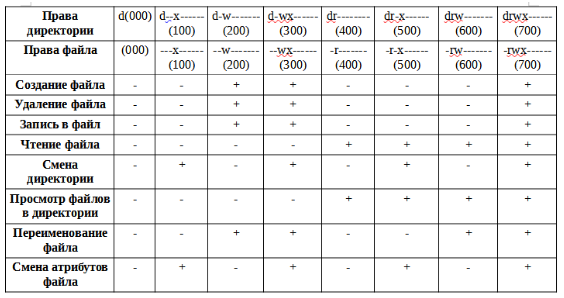 Права директории d(000) d--x------ (100) d-w------- (200) d-wx------ (300) dr-------- (400) dr-x------ (500) drw------- (600) drwx------ (700)
Права файла (000) ---x------ (100) --w------- (200) --wx------ (300) -r------- (400) -r-x------ (500) -rw------ (600) -rwx------ (700)
Создание файла - - + + - - - +
Удаление файла - - + + - - - +
Запись в файл - - + + - - - +
Чтение файла - - - - + + + +
Смена директории - + - + - + - +
Просмотр файлов в директории - - - - + + + +
Переименование файла - - + + - - + +
Смена атрибутов файла - + - + - + - +